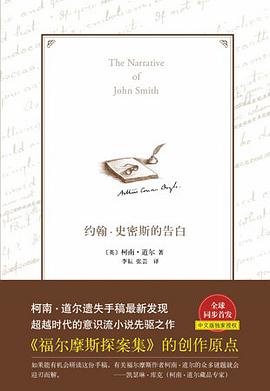 The Narrative
of
John Smith
Arthur Conan Doyle.
约翰·史密斯的告白
〔英〕柯南·道尔 著
李耘 张芸 译
柯南·道尔遗失手稿最新发现
超越时代的意识流小说先驱之作
《福尔摩斯探案集》的创作原点
全球
同步首发
中文版独家授权
如果能有机会研读这份手稿,有关福尔摩斯作者柯南·道尔的众多谜题就会
迎刃而解。——凯瑟琳·库克(柯南·道尔藏品专家)